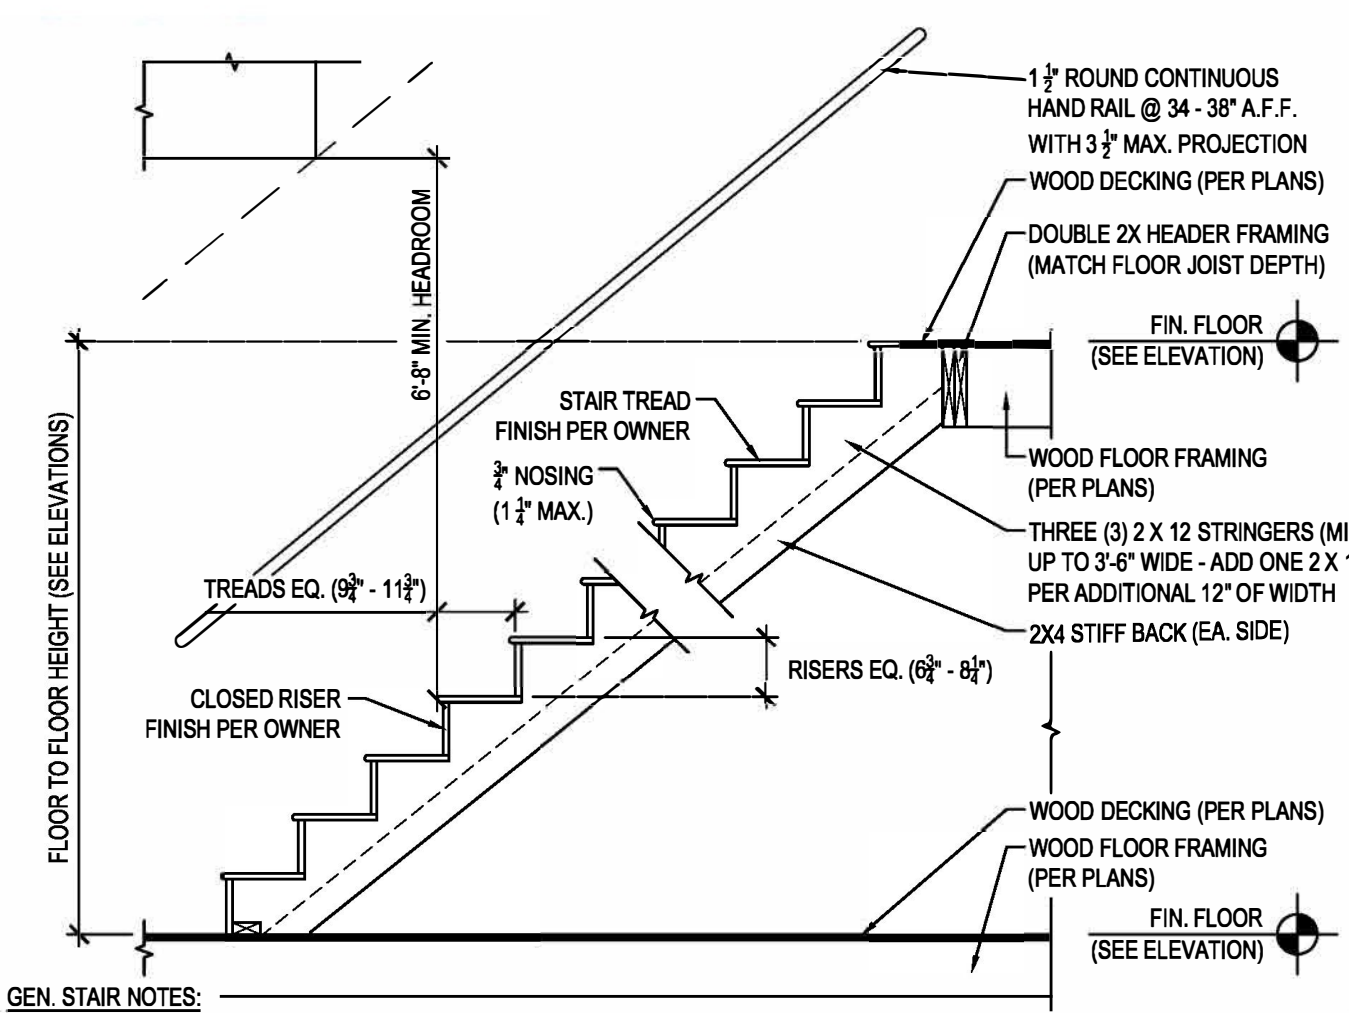 1 1/2" ROUND CONTINUOUS
HAND RAIL @ 34 - 38" A.F.F.
WITH 3 1/2" MAX. PROJECTION
WOOD DECKING (PER PLANS)
DOUBLE 2X HEADER FRAMING
(MATCH FLOOR JOIST DEPTH)
FIN. FLOOR
(SEE ELEVATION)
6'-8" MIN. HEADROOM
STAIR TREAD
FINISH PER OWNER
3/4" NOSING
(1 1/4" MAX.)
WOOD FLOOR FRAMING
(PER PLANS)
THREE (3) 2 X 12 STRINGERS
UP TO 3'-6" WIDE - ADD ONE 2 X
PER ADDITIONAL 12" OF WIDTH
2X4 STIFF BACK (EA. SIDE)
TREADS EQ. (9 3/4" - 11 3/4")
RISERS EQ. (6 3/4" - 8 1/4")
CLOSED RISER
FINISH PER OWNER
FLOOR TO FLOOR HEIGHT (SEE ELEVATIONS)
WOOD DECKING (PER PLANS)
WOOD FLOOR FRAMING
(PER PLANS)
FIN. FLOOR
(SEE ELEVATION)
GEN. STAIR NOTES: